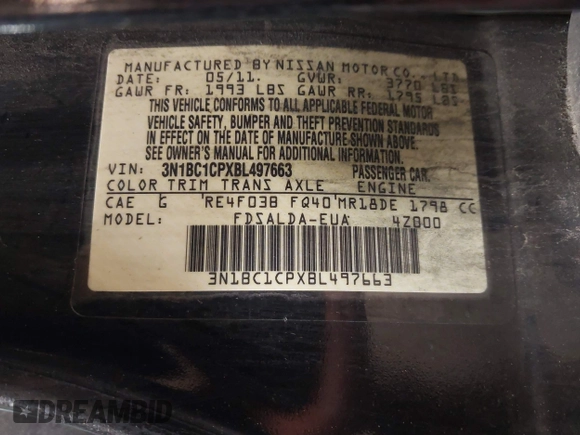 MANUFACTURED BY NISSAN MOTOR CO., LTD
DATE: 05/11. GVWR: 3770 LBS
GAWR FR: 1993 LBS GAWR RR: 1795 LBS
THIS VEHICLE CONFORMS TO ALL APPLICABLE FEDERAL MOTOR
VEHICLE SAFETY, BUMPER AND THEFT PREVENTION STANDARDS
IN EFFECT ON THE DATE OF MANUFACTURE SHOWN ABOVE.
SEE OWNER'S MANUAL FOR ADDITIONAL INFORMATION.
VIN: 3N1BC1CPXBL497663 PASSENGER CAR.
COLOR TRIM TRANS AXLE ENGINE
CAE G RE4F03B FQ40 MR18DE 1798 CC
MODEL: FDSALDA-EUA 4Z000
3N1BC1CPXBL497663
DREAMBID